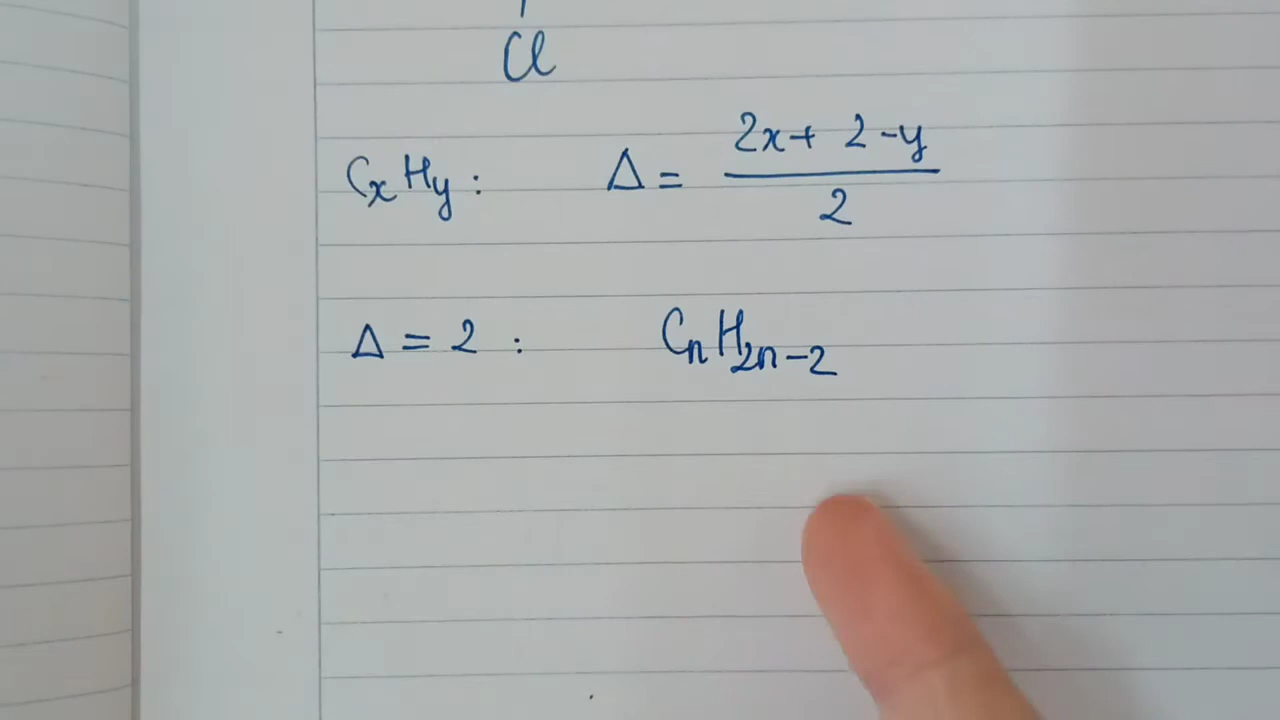 Cl
CxHy : Δ = (2x + 2 - y) / 2
Δ = 2 : CnH2n-2